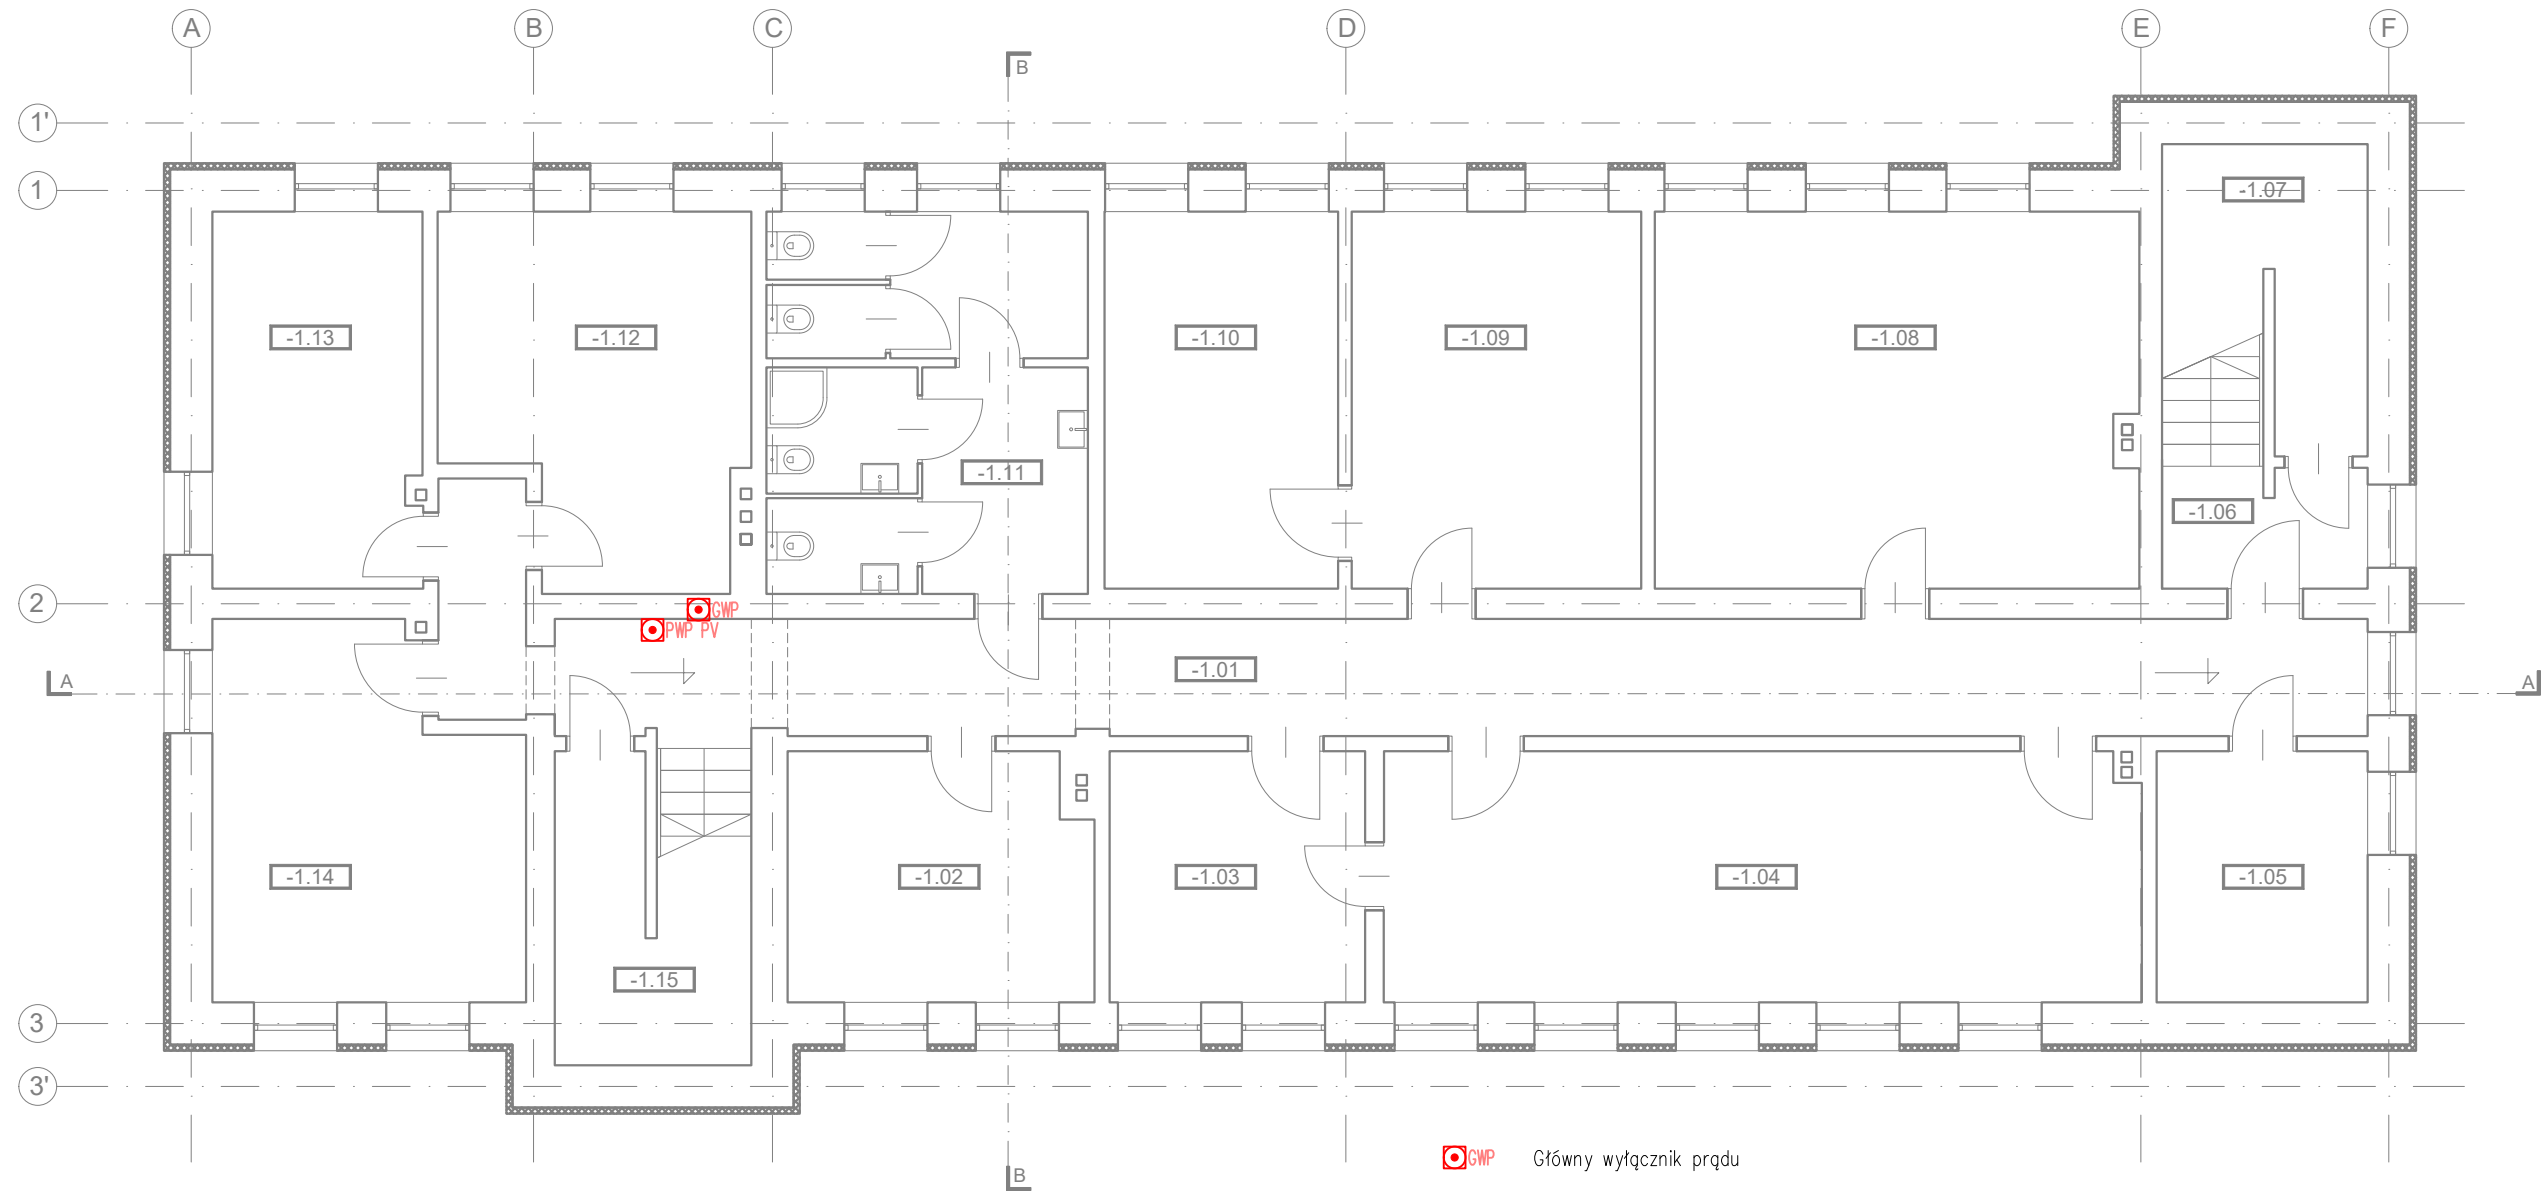 A B C D E F
B
1'
1
-1.07
-1.13 -1.12 -1.10 -1.09 -1.08
-1.11
-1.06
2
GWP
PWP PV
-1.01
A A
-1.14 -1.02 -1.03 -1.04 -1.05
-1.15
3
3'
GWP Główny wyłącznik prądu
B